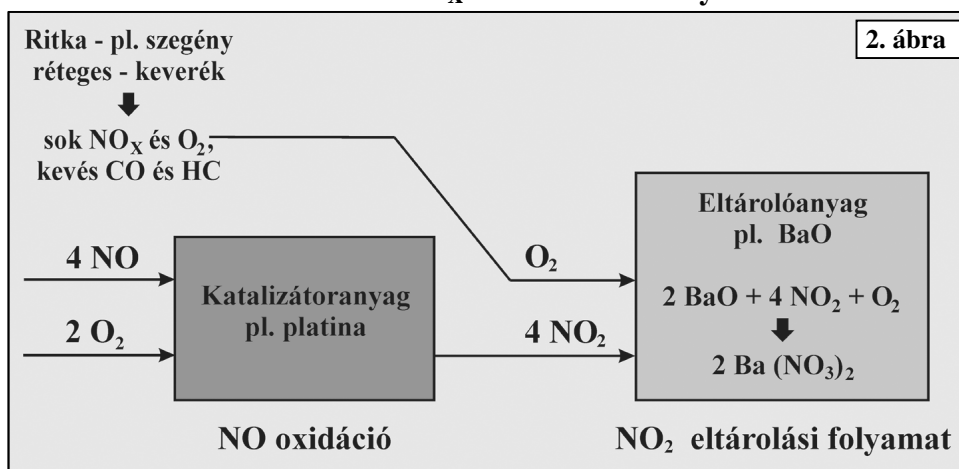 2. ábra
Ritka - pl. szegény
réteges - keverék
sok NOX és O2,
kevés CO és HC
4 NO
2 O2
Katalizátoranyag
pl. platina
O2
4 NO2
Eltárolóanyag
pl. BaO
2 BaO + 4 NO2 + O2
2 Ba (NO3)2
NO oxidáció
NO2 eltárolási folyamat